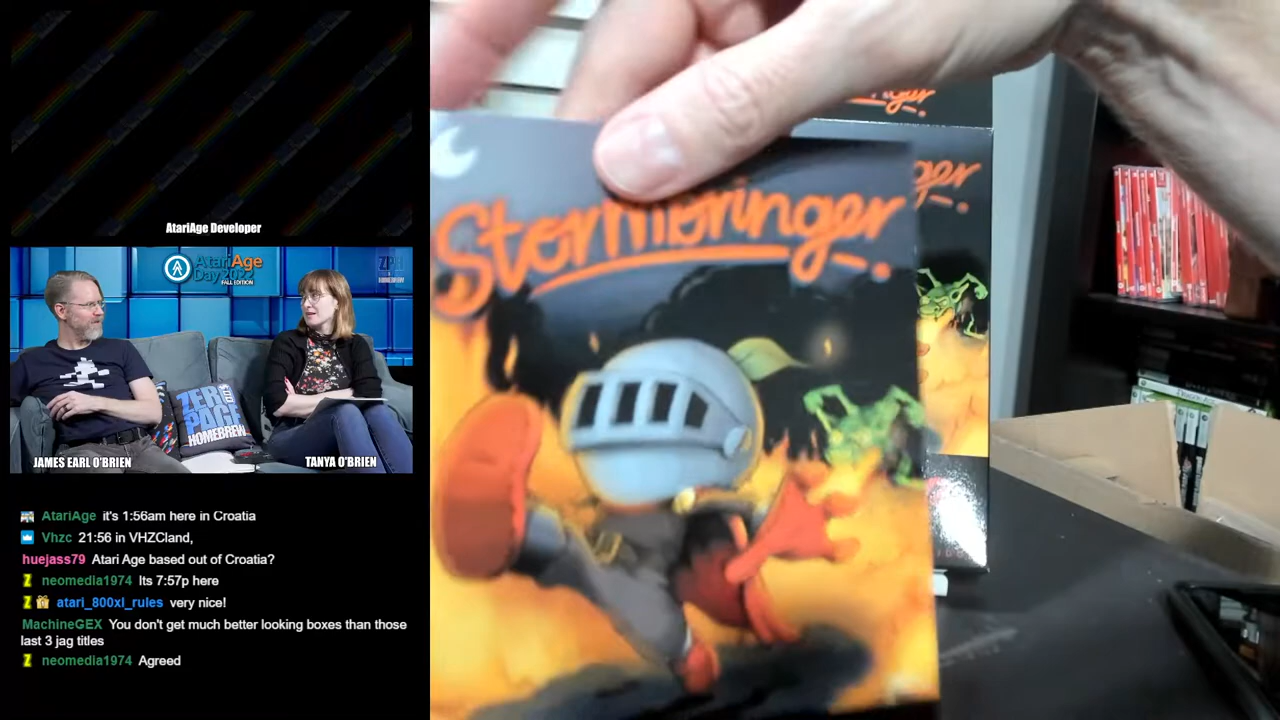 AtariAge Developer
AtariAge
Day 2022
FALL EDITION
ZERO
PAGE
HOMEBREW
JAMES EARL O'BRIEN
TANYA O'BRIEN
AtariAge it's 1:56am here in Croatia
Vhzc 21:56 in VHZCland,
huejass79 Atari Age based out of Croatia?
neomedia1974 Its 7:57p here
atari_800xl_rules very nice!
MachineGEX You don't get much better looking boxes than those
last 3 jag titles
neomedia1974 Agreed
Stormbringer
ger